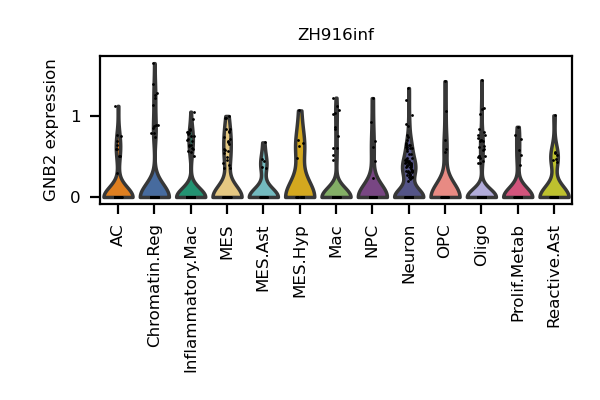 ZH916inf
GNB2 expression
1
0
AC
Chromatin.Reg
Inflammatory.Mac
MES
MES.Ast
MES.Hyp
Mac
NPC
Neuron
OPC
Oligo
Prolif.Metab
Reactive.Ast